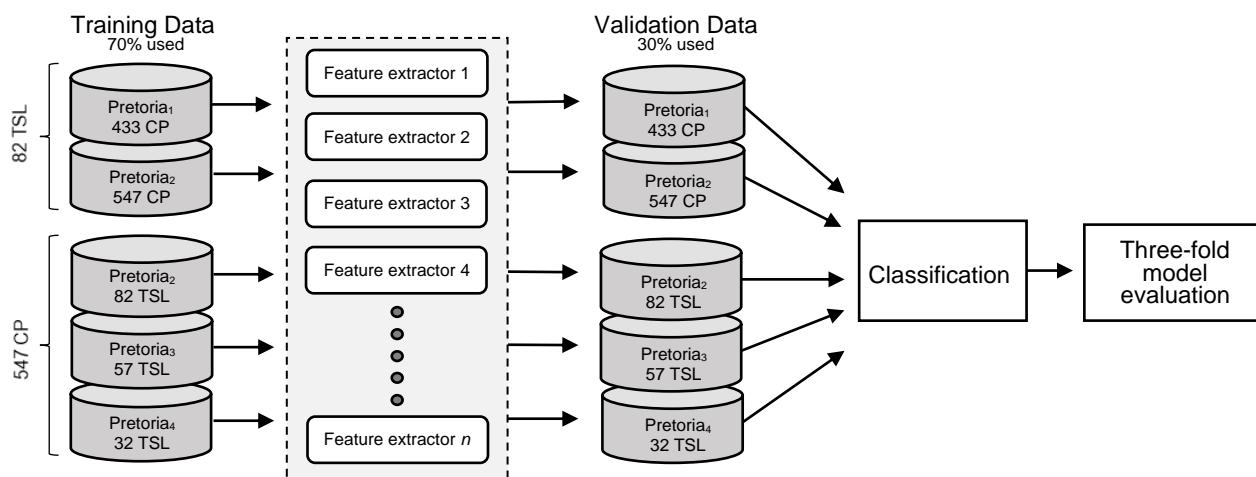 Training Data
70% used
82 TSL
Pretoria₁
433 CP
Pretoria₂
547 CP
547 CP
Pretoria₂
82 TSL
Pretoria₃
57 TSL
Pretoria₄
32 TSL
Feature extractor 1
Feature extractor 2
Feature extractor 3
Feature extractor 4
Feature extractor n
Validation Data
30% used
Pretoria₁
433 CP
Pretoria₂
547 CP
Pretoria₂
82 TSL
Pretoria₃
57 TSL
Pretoria₄
32 TSL
Classification
Three-fold
model
evaluation